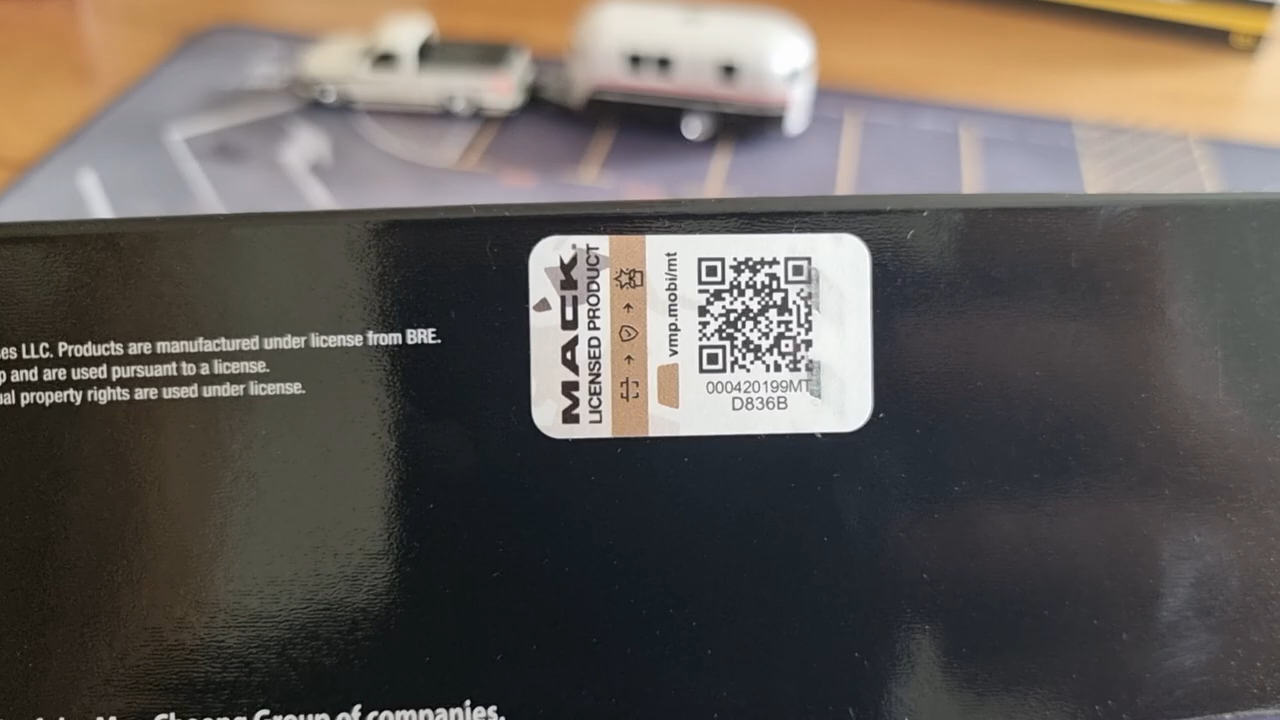 es LLC. Products are manufactured under license from BRE.
p and are used pursuant to a license.
al property rights are used under license.
MACK
LICENSED PRODUCT
vmp.mobi/mt
000420199MT
D836B
Group of companies.